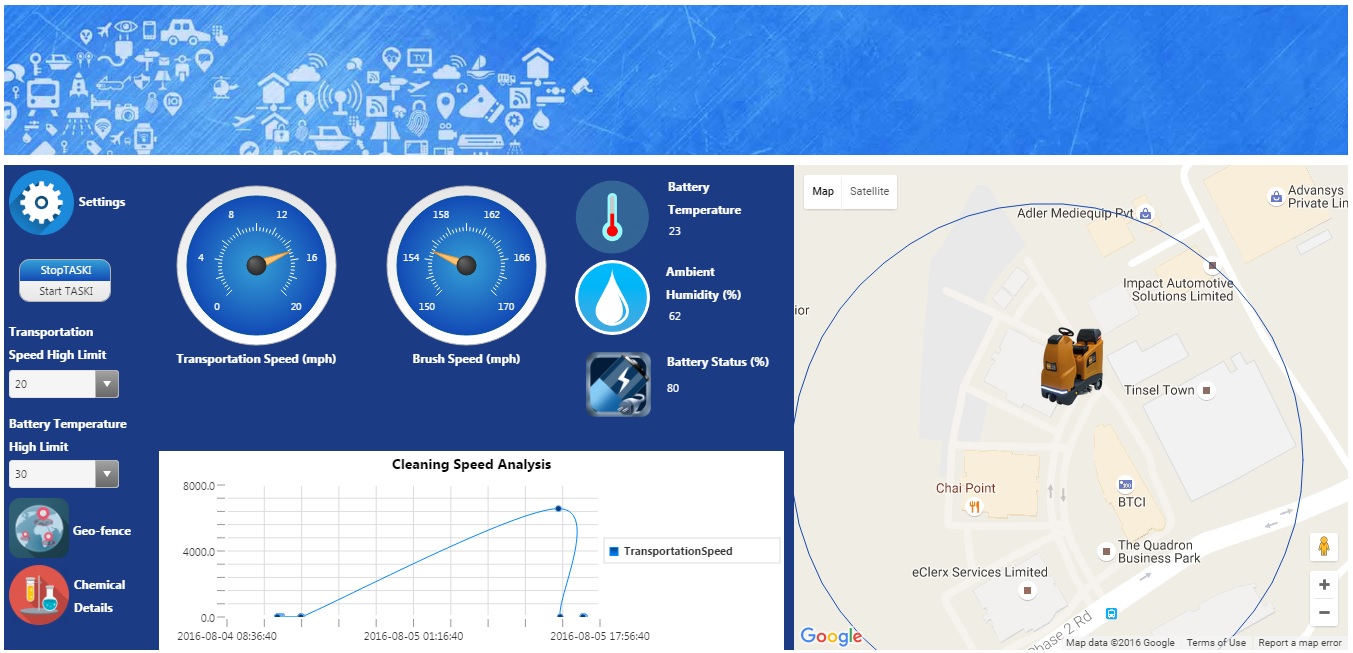 TV
Settings
StopTASKI
Start TASKI
Transportation
Speed High Limit
20
Battery Temperature
High Limit
30
Geo-fence
Chemical
Details
0
4
8
12
16
20
Transportation Speed (mph)
150
154
158
162
166
170
Brush Speed (mph)
Battery
Temperature
23
Ambient
Humidity (%)
62
Battery Status (%)
80
Cleaning Speed Analysis
8000.0
4000.0
0.0
2016-08-04 08:36:40
2016-08-05 01:16:40
2016-08-05 17:56:40
TransportationSpeed
Map
Satellite
Adler Mediequip Pvt
Advansys
Private Lin
Impact Automotive
Solutions Limited
ior
Tinsel Town
Chai Point
BTCI
The Quadron
Business Park
eClerx Services Limited
Phase 2 Rd
+
−
Google
Map data ©2016 Google
Terms of Use
Report a map error